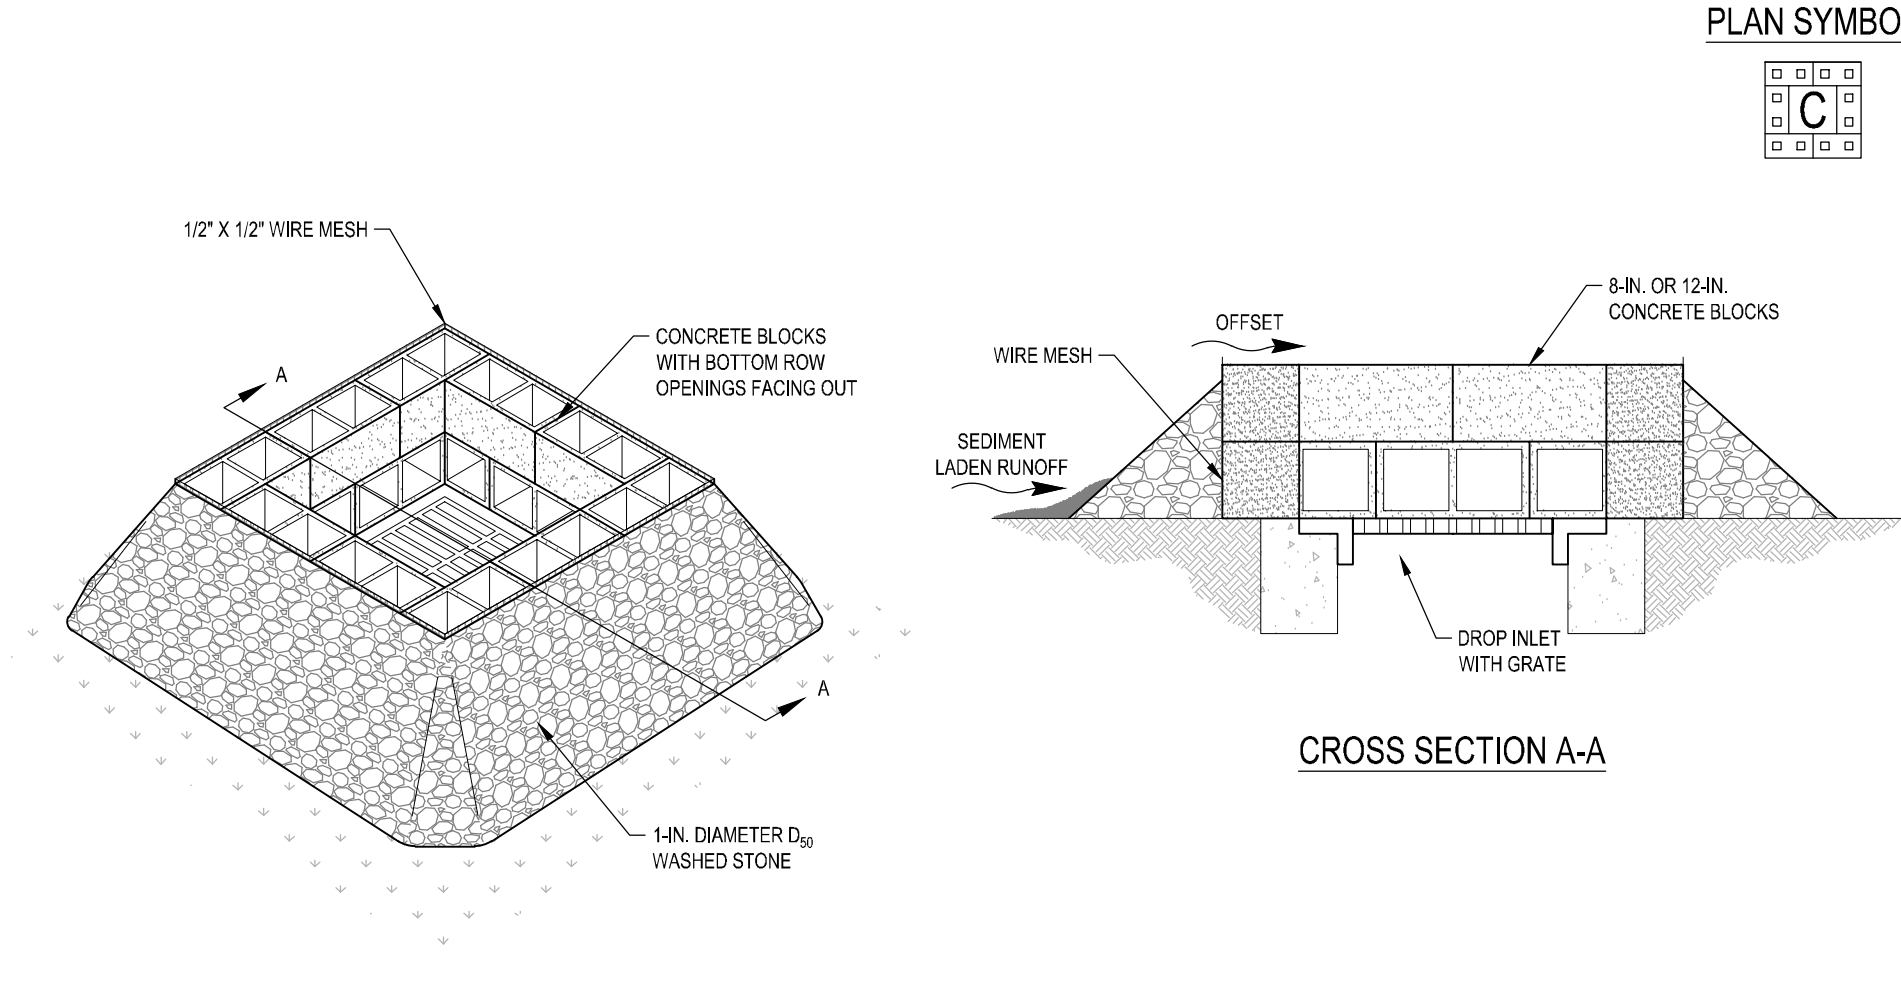 PLAN SYMBO
C
1/2" X 1/2" WIRE MESH
CONCRETE BLOCKS
WITH BOTTOM ROW
OPENINGS FACING OUT
A
A
1-IN. DIAMETER D50
WASHED STONE
8-IN. OR 12-IN.
CONCRETE BLOCKS
OFFSET
WIRE MESH
SEDIMENT
LADEN RUNOFF
DROP INLET
WITH GRATE
CROSS SECTION A-A